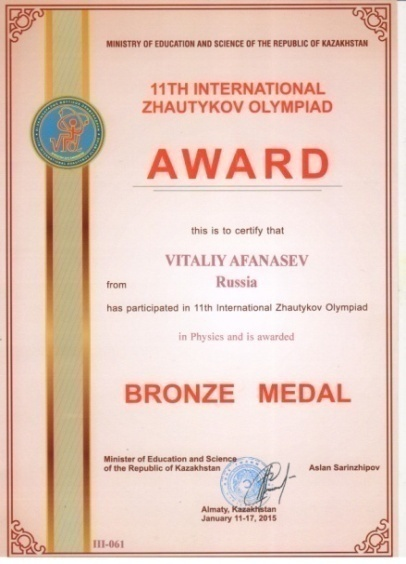 MINISTRY OF EDUCATION AND SCIENCE OF THE REPUBLIC OF KAZAKHSTAN
11TH INTERNATIONAL
ZHAUTYKOV OLYMPIAD
AWARD
this is to certify that
VITALIY AFANASEV
from Russia
has participated in 11th International Zhautykov Olympiad
in Physics and is awarded
BRONZE MEDAL
Minister of Education and Science
of the Republic of Kazakhstan
Aslan Sarinzhipov
Almaty, Kazakhstan
January 11-17, 2015
III-061